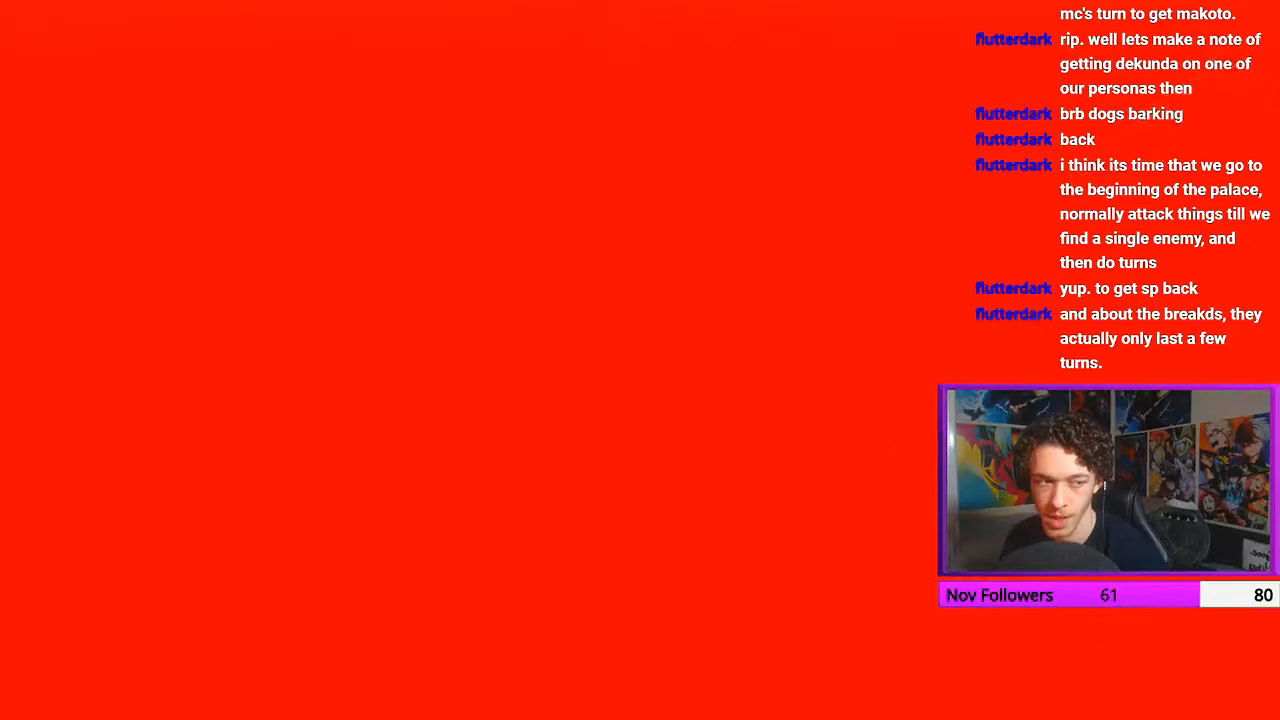 mc's turn to get makoto.
flutterdark rip. well lets make a note of
getting dekunda on one of
our personas then
flutterdark brb dogs barking
flutterdark back
flutterdark i think its time that we go to
the beginning of the palace,
normally attack things till we
find a single enemy, and
then do turns
flutterdark yup. to get sp back
flutterdark and about the breakds, they
actually only last a few
turns.
Nov Followers 61 80